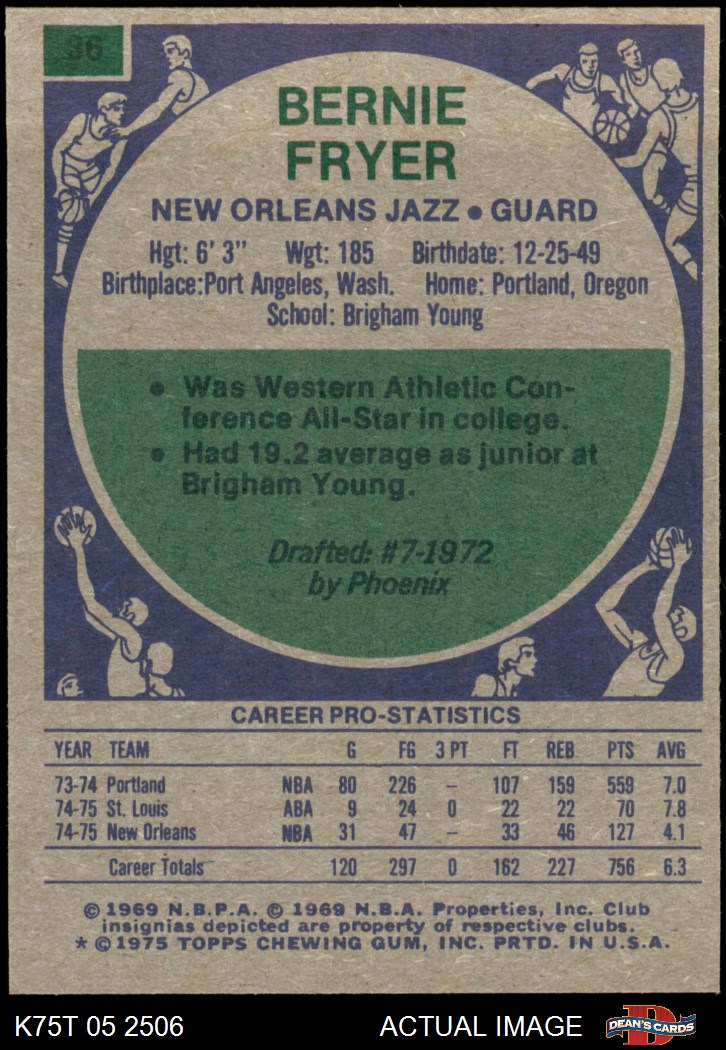 36
BERNIE
FRYER
NEW ORLEANS JAZZ • GUARD
Hgt: 6' 3" Wgt: 185 Birthdate: 12-25-49
Birthplace:Port Angeles, Wash. Home: Portland, Oregon
School: Brigham Young
• Was Western Athletic Con-
ference All-Star in college.
• Had 19.2 average as junior at
Brigham Young.
Drafted: #7-1972
by Phoenix
CAREER PRO-STATISTICS
YEAR TEAM G FG 3 PT FT REB PTS AVG
73-74 Portland NBA 80 226 – 107 159 559 7.0
74-75 St. Louis ABA 9 24 0 22 22 70 7.8
74-75 New Orleans NBA 31 47 – 33 46 127 4.1
Career Totals 120 297 0 162 227 756 6.3
© 1969 N.B.P.A. © 1969 N.B.A. Properties, Inc. Club
insignias depicted are property of respective clubs.
* © 1975 TOPPS CHEWING GUM, INC. PRTD. IN U.S.A.
K75T 05 2506 ACTUAL IMAGE D DEAN'S CARDS